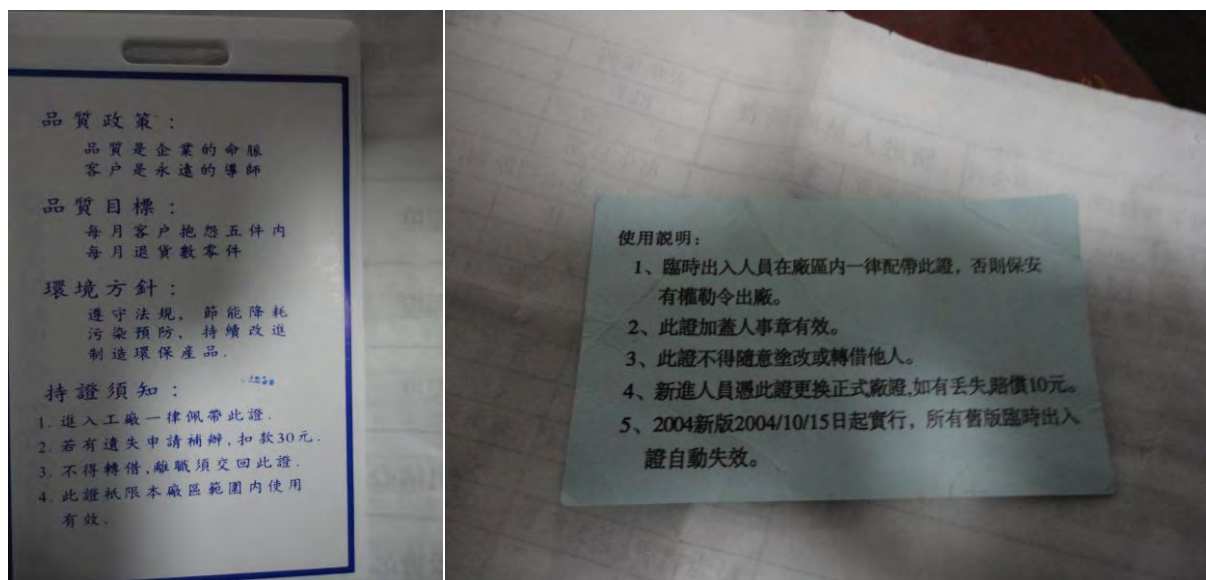 品質政策：
品質是企業的命脈
客户是永遠的導師
品質目標：
每月客户抱怨五件内
每月退貨數零件
環境方針：
遵守法規、節能降耗
污染預防、持續改進
制造環保産品.
持證須知：
1. 進入工廠一律佩帶此證.
2. 若有遺失申請補辦,扣款30元.
3. 不得轉借,離職須交回此證.
4. 此證祇限本廠區範圍内使用
有效.
使用説明：
1、臨時出入人員在廠區内一律配帶此證，否則保安
有權勒令出廠。
2、此證加蓋人事章有效。
3、此證不得隨意塗改或轉借他人。
4、新進人員憑此證更换正式廠證,如有丢失,賠償10元。
5、2004新版2004/10/15日起實行，所有舊版臨時出入
證自動失效。